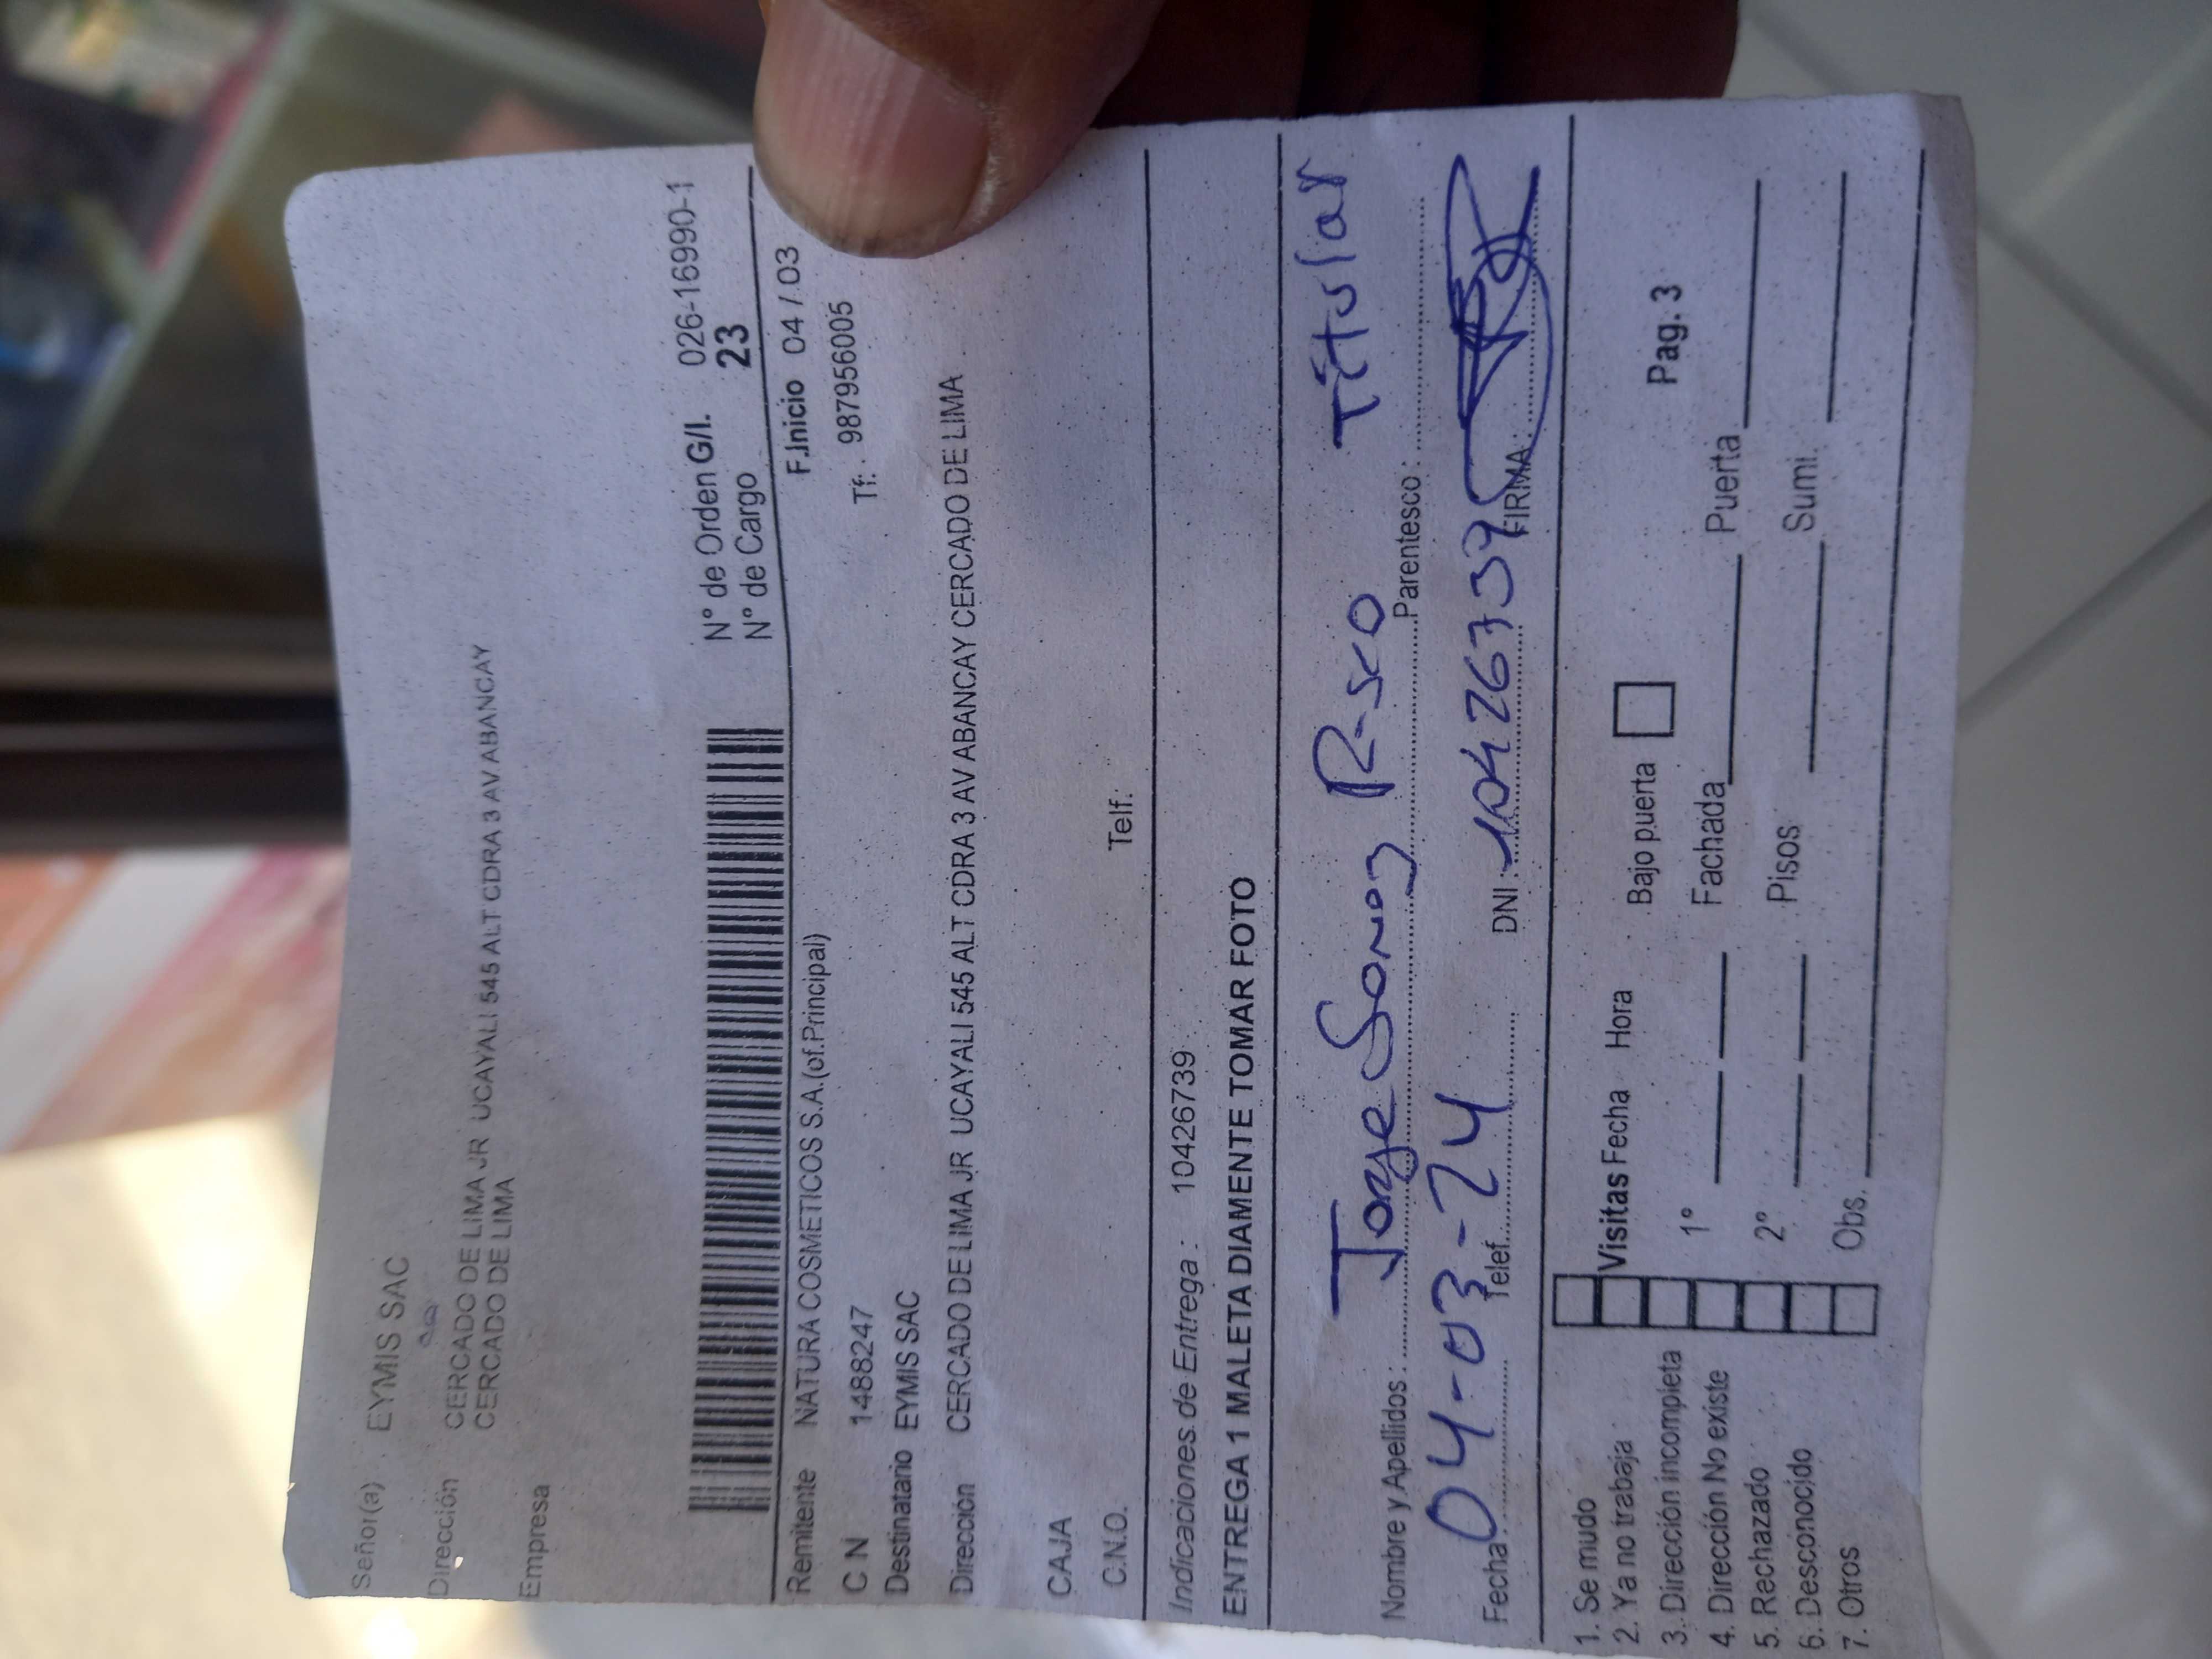 Señor(a) EYMIS SAC
Dirección CERCADO DE LIMA JR UCAYALI 545 ALT CDRA 3 AV ABANCAY
CERCADO DE LIMA
Empresa
N° de Orden G/I. 026-16990-1
N° de Cargo 23
Remitente NATURA COSMETICOS S.A.(of.Principal) F.Inicio 04 / 03
C N 1488247 Tf. 987956005
Destinatario EYMIS SAC
Dirección CERCADO DE LIMA JR UCAYALI 545 ALT CDRA 3 AV ABANCAY CERCADO DE LIMA
CAJA
C.N.O. Telf:
Indicaciones de Entrega : 10426739
ENTREGA 1 MALETA DIAMENTE TOMAR FOTO
Nombre y Apellidos : Jorge Parentesco : Titular
Fecha 04-03-24 Telef. DNI : FIRMA:
1. Se mudo
2. Ya no trabaja Visitas Fecha Hora Bajo puerta
3. Dirección incompleta Pag. 3
4. Dirección No existe 1° Fachada Puerta
5. Rechazado
6. Desconocido 2° Pisos Sumi.
7. Otros Obs.